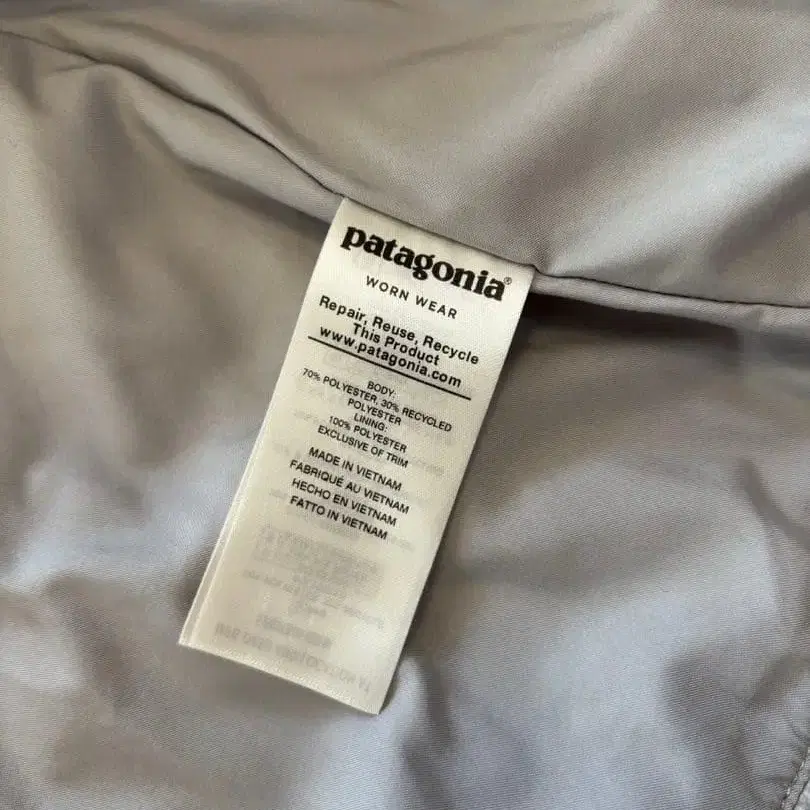 patagonia®
WORN WEAR
Repair, Reuse, Recycle
This Product
www.patagonia.com
BODY:
70% POLYESTER, 30% RECYCLED
POLYESTER
LINING:
100% POLYESTER
EXCLUSIVE OF TRIM
MADE IN VIETNAM
FABRIQUÉ AU VIETNAM
HECHO EN VIETNAM
FATTO IN VIETNAM